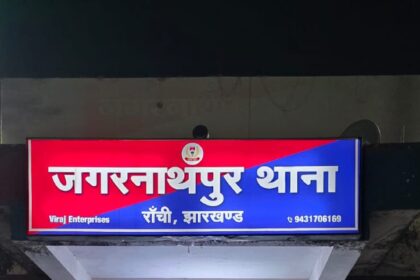 जगरनाथपुर थाना
राँची, झारखण्ड
Viraj Enterprises
9431706169